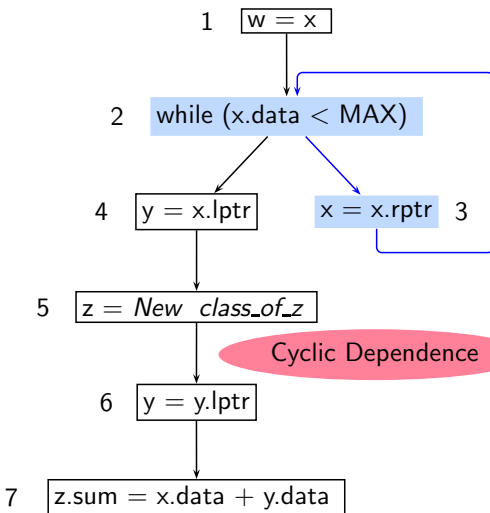 1 w = x
2 while (x.data < MAX)
4 y = x.lptr x = x.rptr 3
5 z = New class_of_z
Cyclic Dependence
6 y = y.lptr
7 z.sum = x.data + y.data